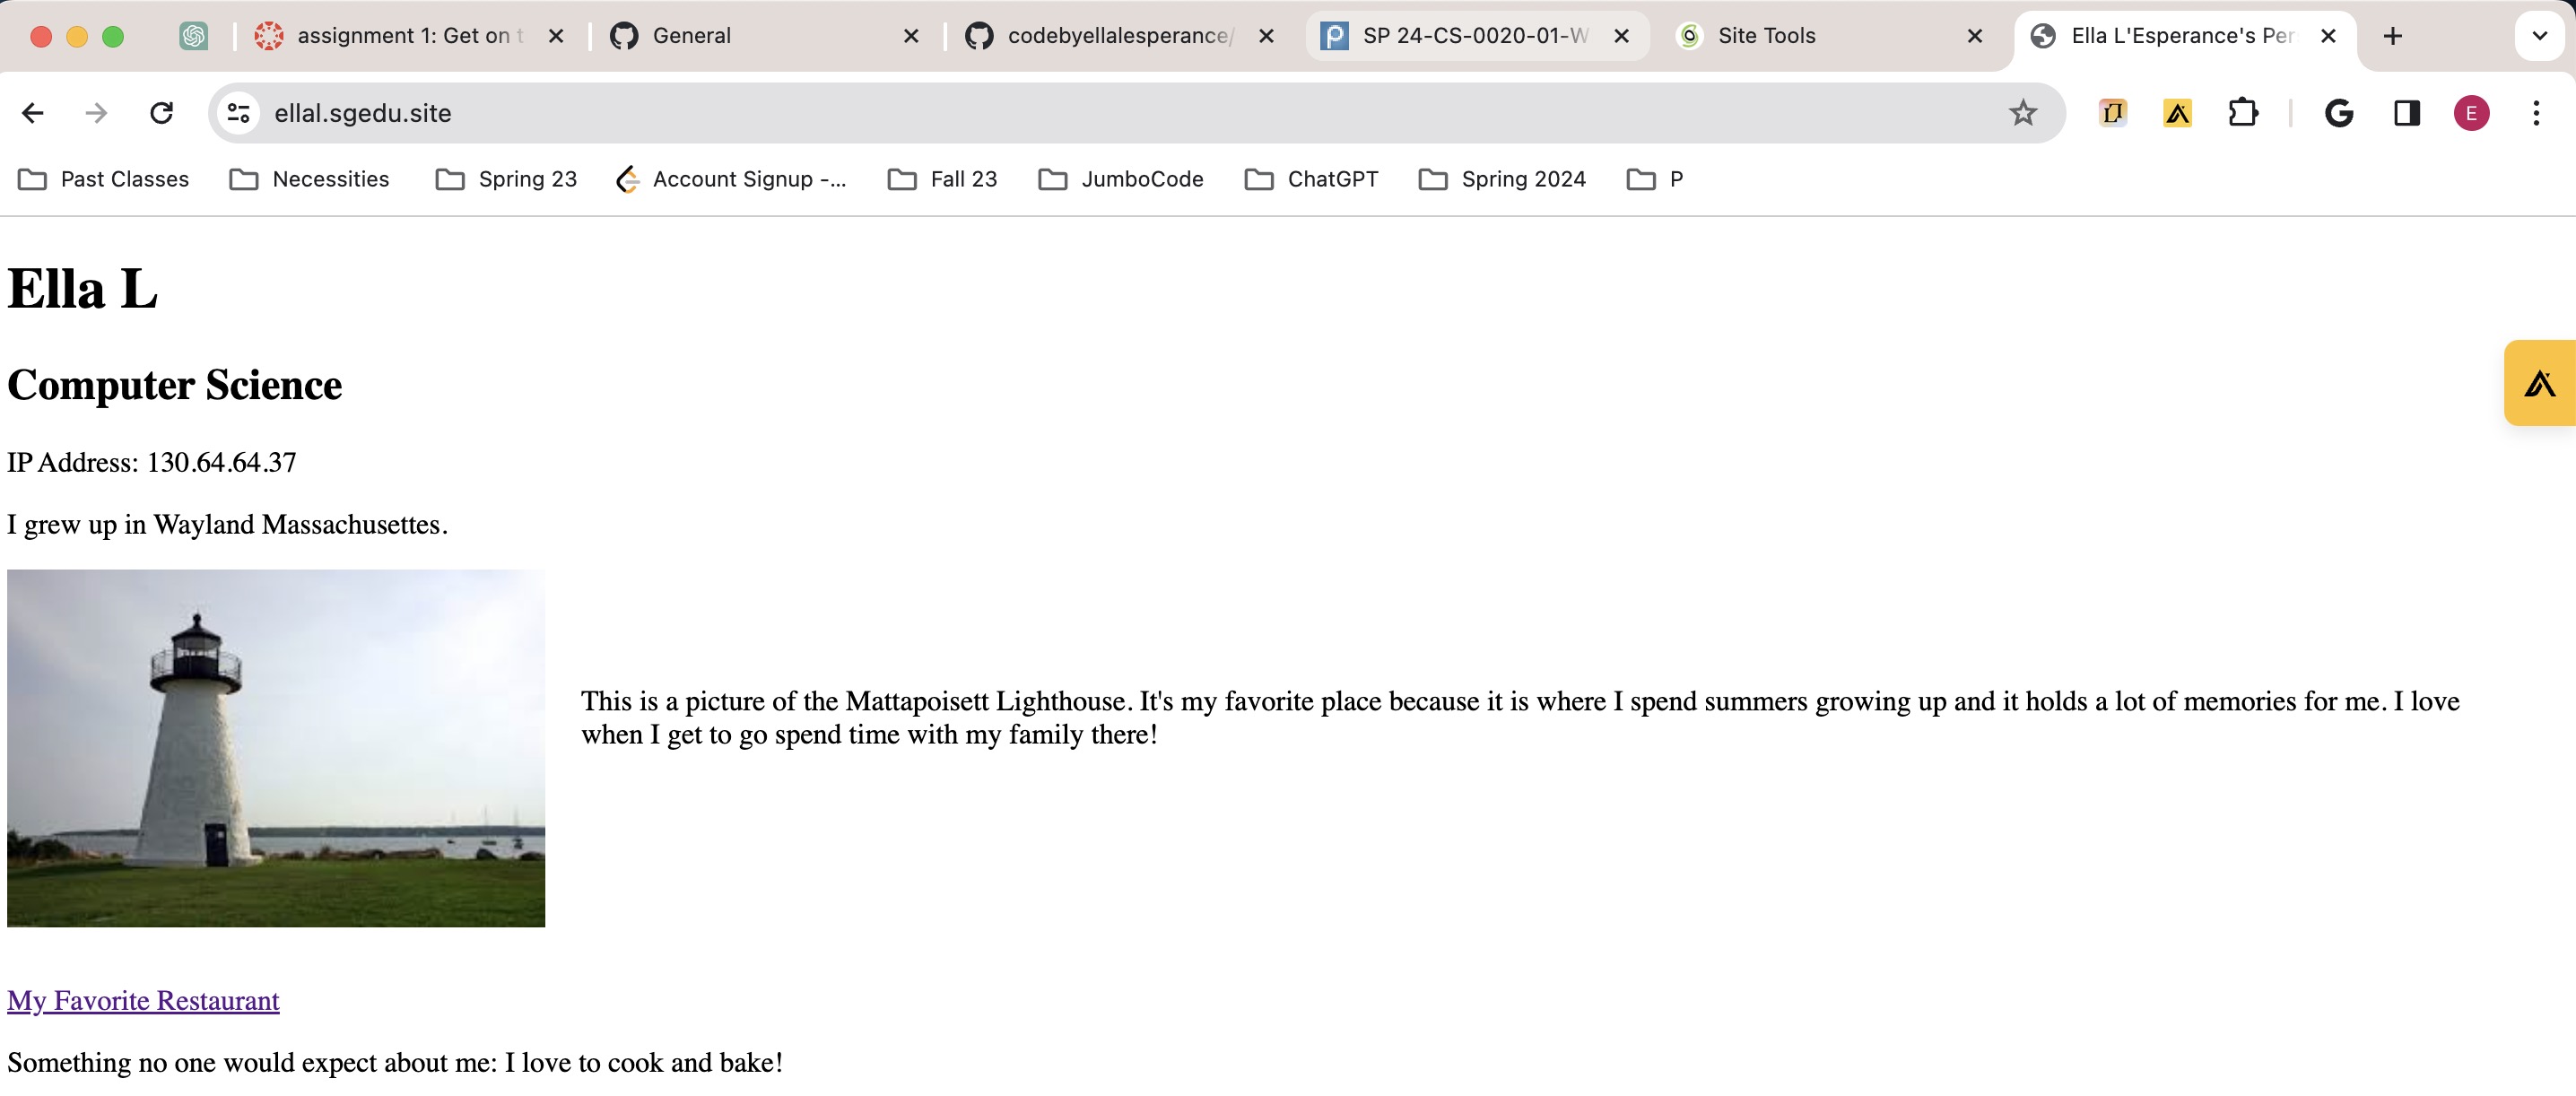 assignment 1: Get on t
General
codebyellalesperance/
SP 24-CS-0020-01-W
Site Tools
Ella L'Esperance's Per
ellal.sgedu.site
E
Past Classes
Necessities
Spring 23
Account Signup -...
Fall 23
JumboCode
ChatGPT
Spring 2024
P
Ella L
Computer Science
IP Address: 130.64.64.37
I grew up in Wayland Massachusettes.
This is a picture of the Mattapoisett Lighthouse. It's my favorite place because it is where I spend summers growing up and it holds a lot of memories for me. I love
when I get to go spend time with my family there!
My Favorite Restaurant
Something no one would expect about me: I love to cook and bake!